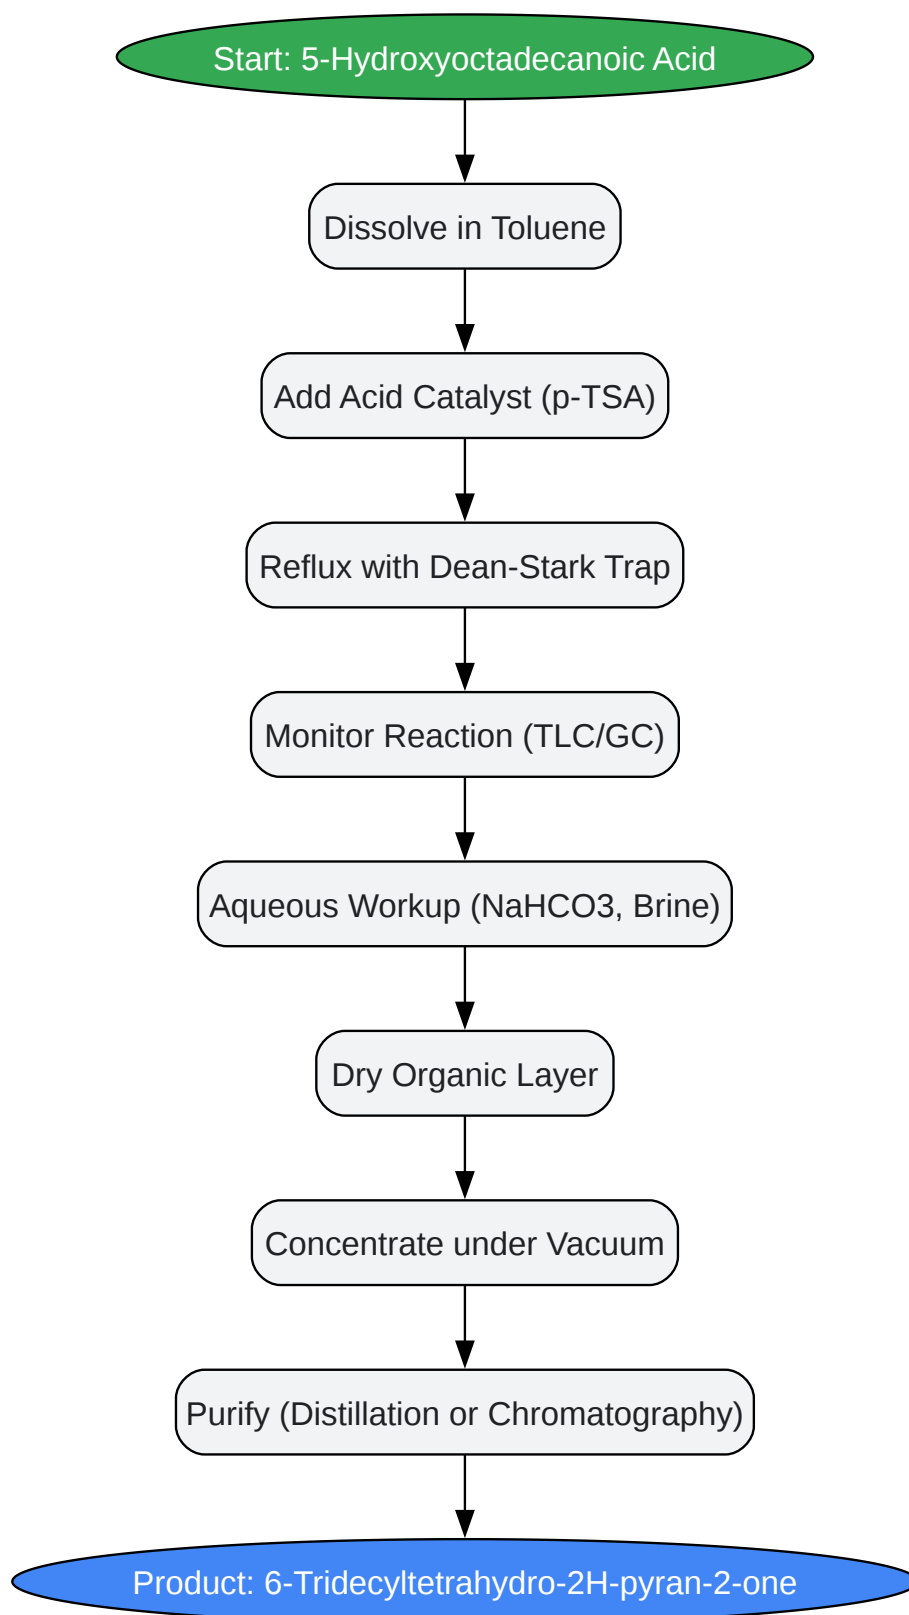 Start: 5-Hydroxyoctadecanoic Acid
Dissolve in Toluene
Add Acid Catalyst (p-TSA)
Reflux with Dean-Stark Trap
Monitor Reaction (TLC/GC)
Aqueous Workup (NaHCO3, Brine)
Dry Organic Layer
Concentrate under Vacuum
Purify (Distillation or Chromatography)
Product: 6-Tridecyltetrahydro-2H-pyran-2-one